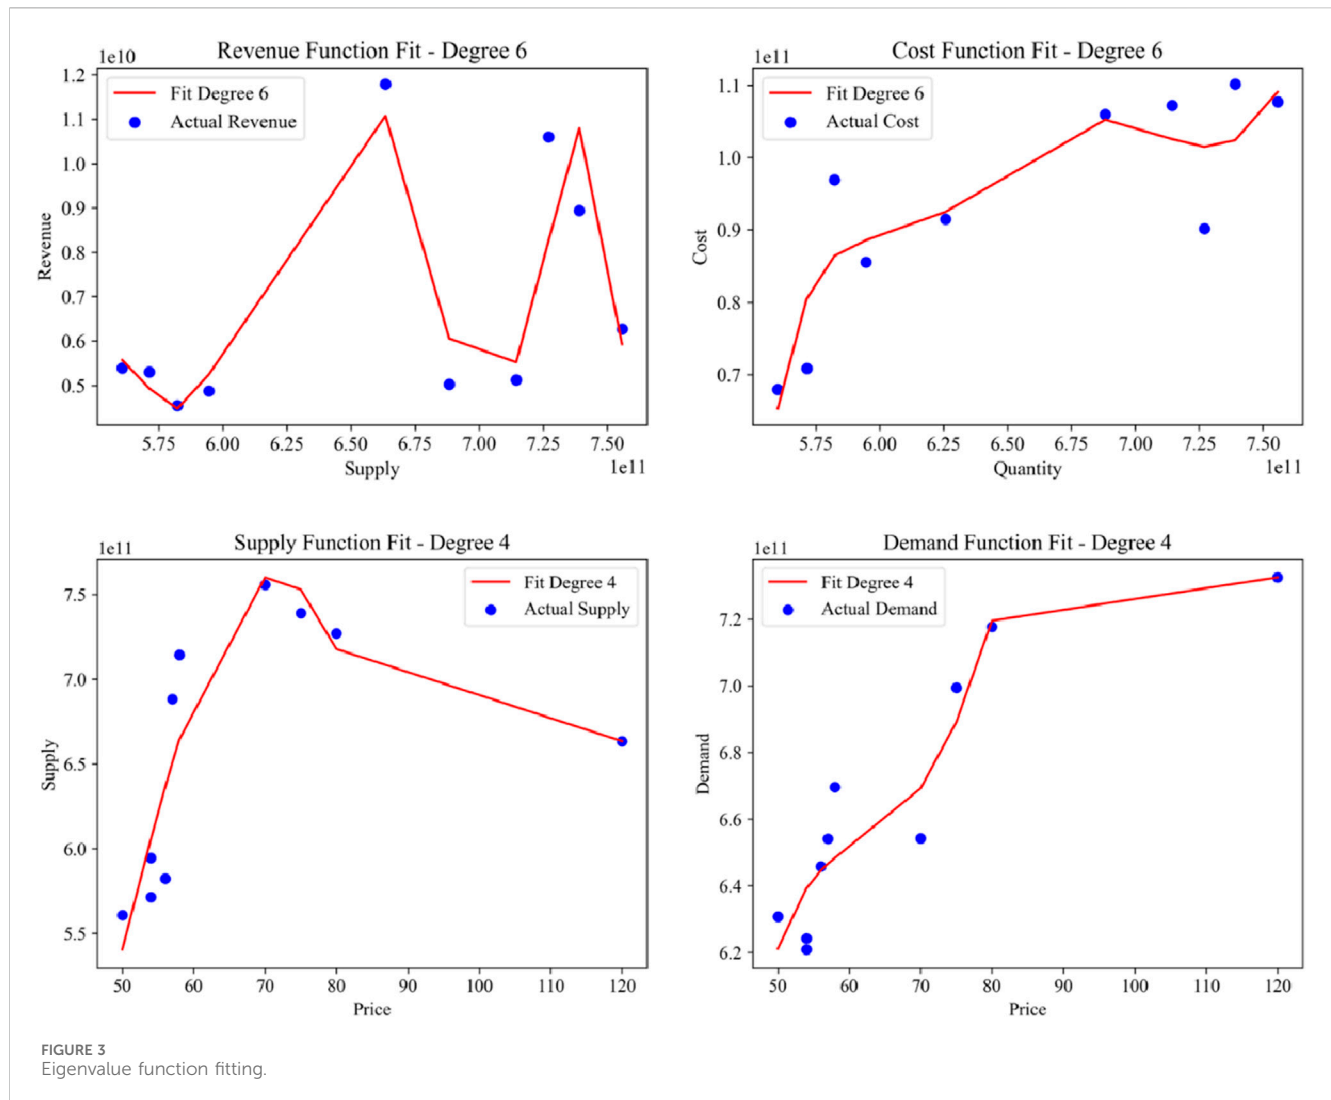 Revenue Function Fit - Degree 6
1e10
Fit Degree 6
Actual Revenue
1.2
1.1
1.0
0.9
0.8
0.7
0.6
0.5
Revenue
5.75 6.00 6.25 6.50 6.75 7.00 7.25 7.50
Supply
1e11
Cost Function Fit - Degree 6
1e11
Fit Degree 6
Actual Cost
1.1
1.0
0.9
0.8
0.7
Cost
5.75 6.00 6.25 6.50 6.75 7.00 7.25 7.50
Quantity
1e11
Supply Function Fit - Degree 4
1e11
Fit Degree 4
Actual Supply
7.5
7.0
6.5
6.0
5.5
Supply
50 60 70 80 90 100 110 120
Price
Demand Function Fit - Degree 4
1e11
Fit Degree 4
Actual Demand
7.2
7.0
6.8
6.6
6.4
6.2
Demand
50 60 70 80 90 100 110 120
Price
FIGURE 3
Eigenvalue function fitting.